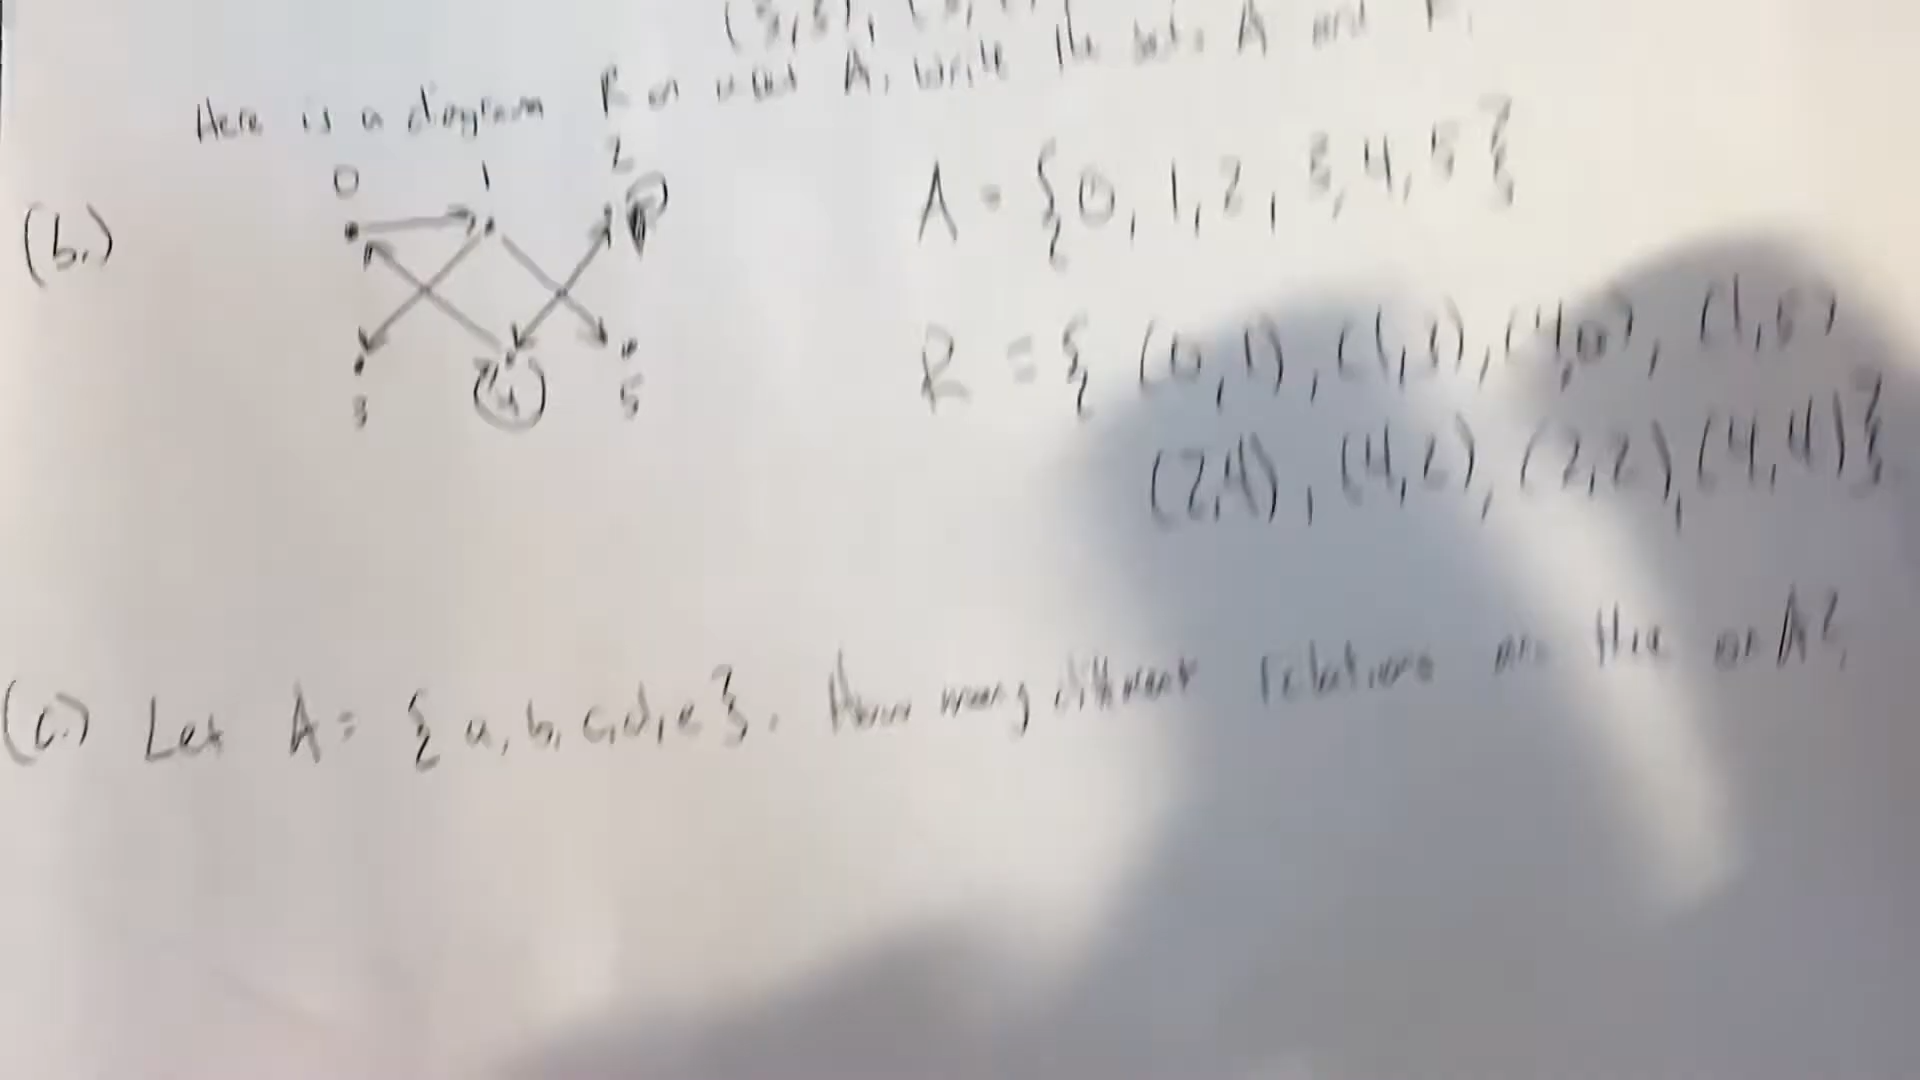 Here is a diagram R on a set A, write the sets A and R.
(b.)
0 1 2
3 4 5
A = {0, 1, 2, 3, 4, 5}
R = { (0,1), (1,3), (4,0), (1,5)
(2,4), (4,2), (2,2), (4,4)}
(c.) Let A = {a, b, c, d, e}. How many different relations are there on A?